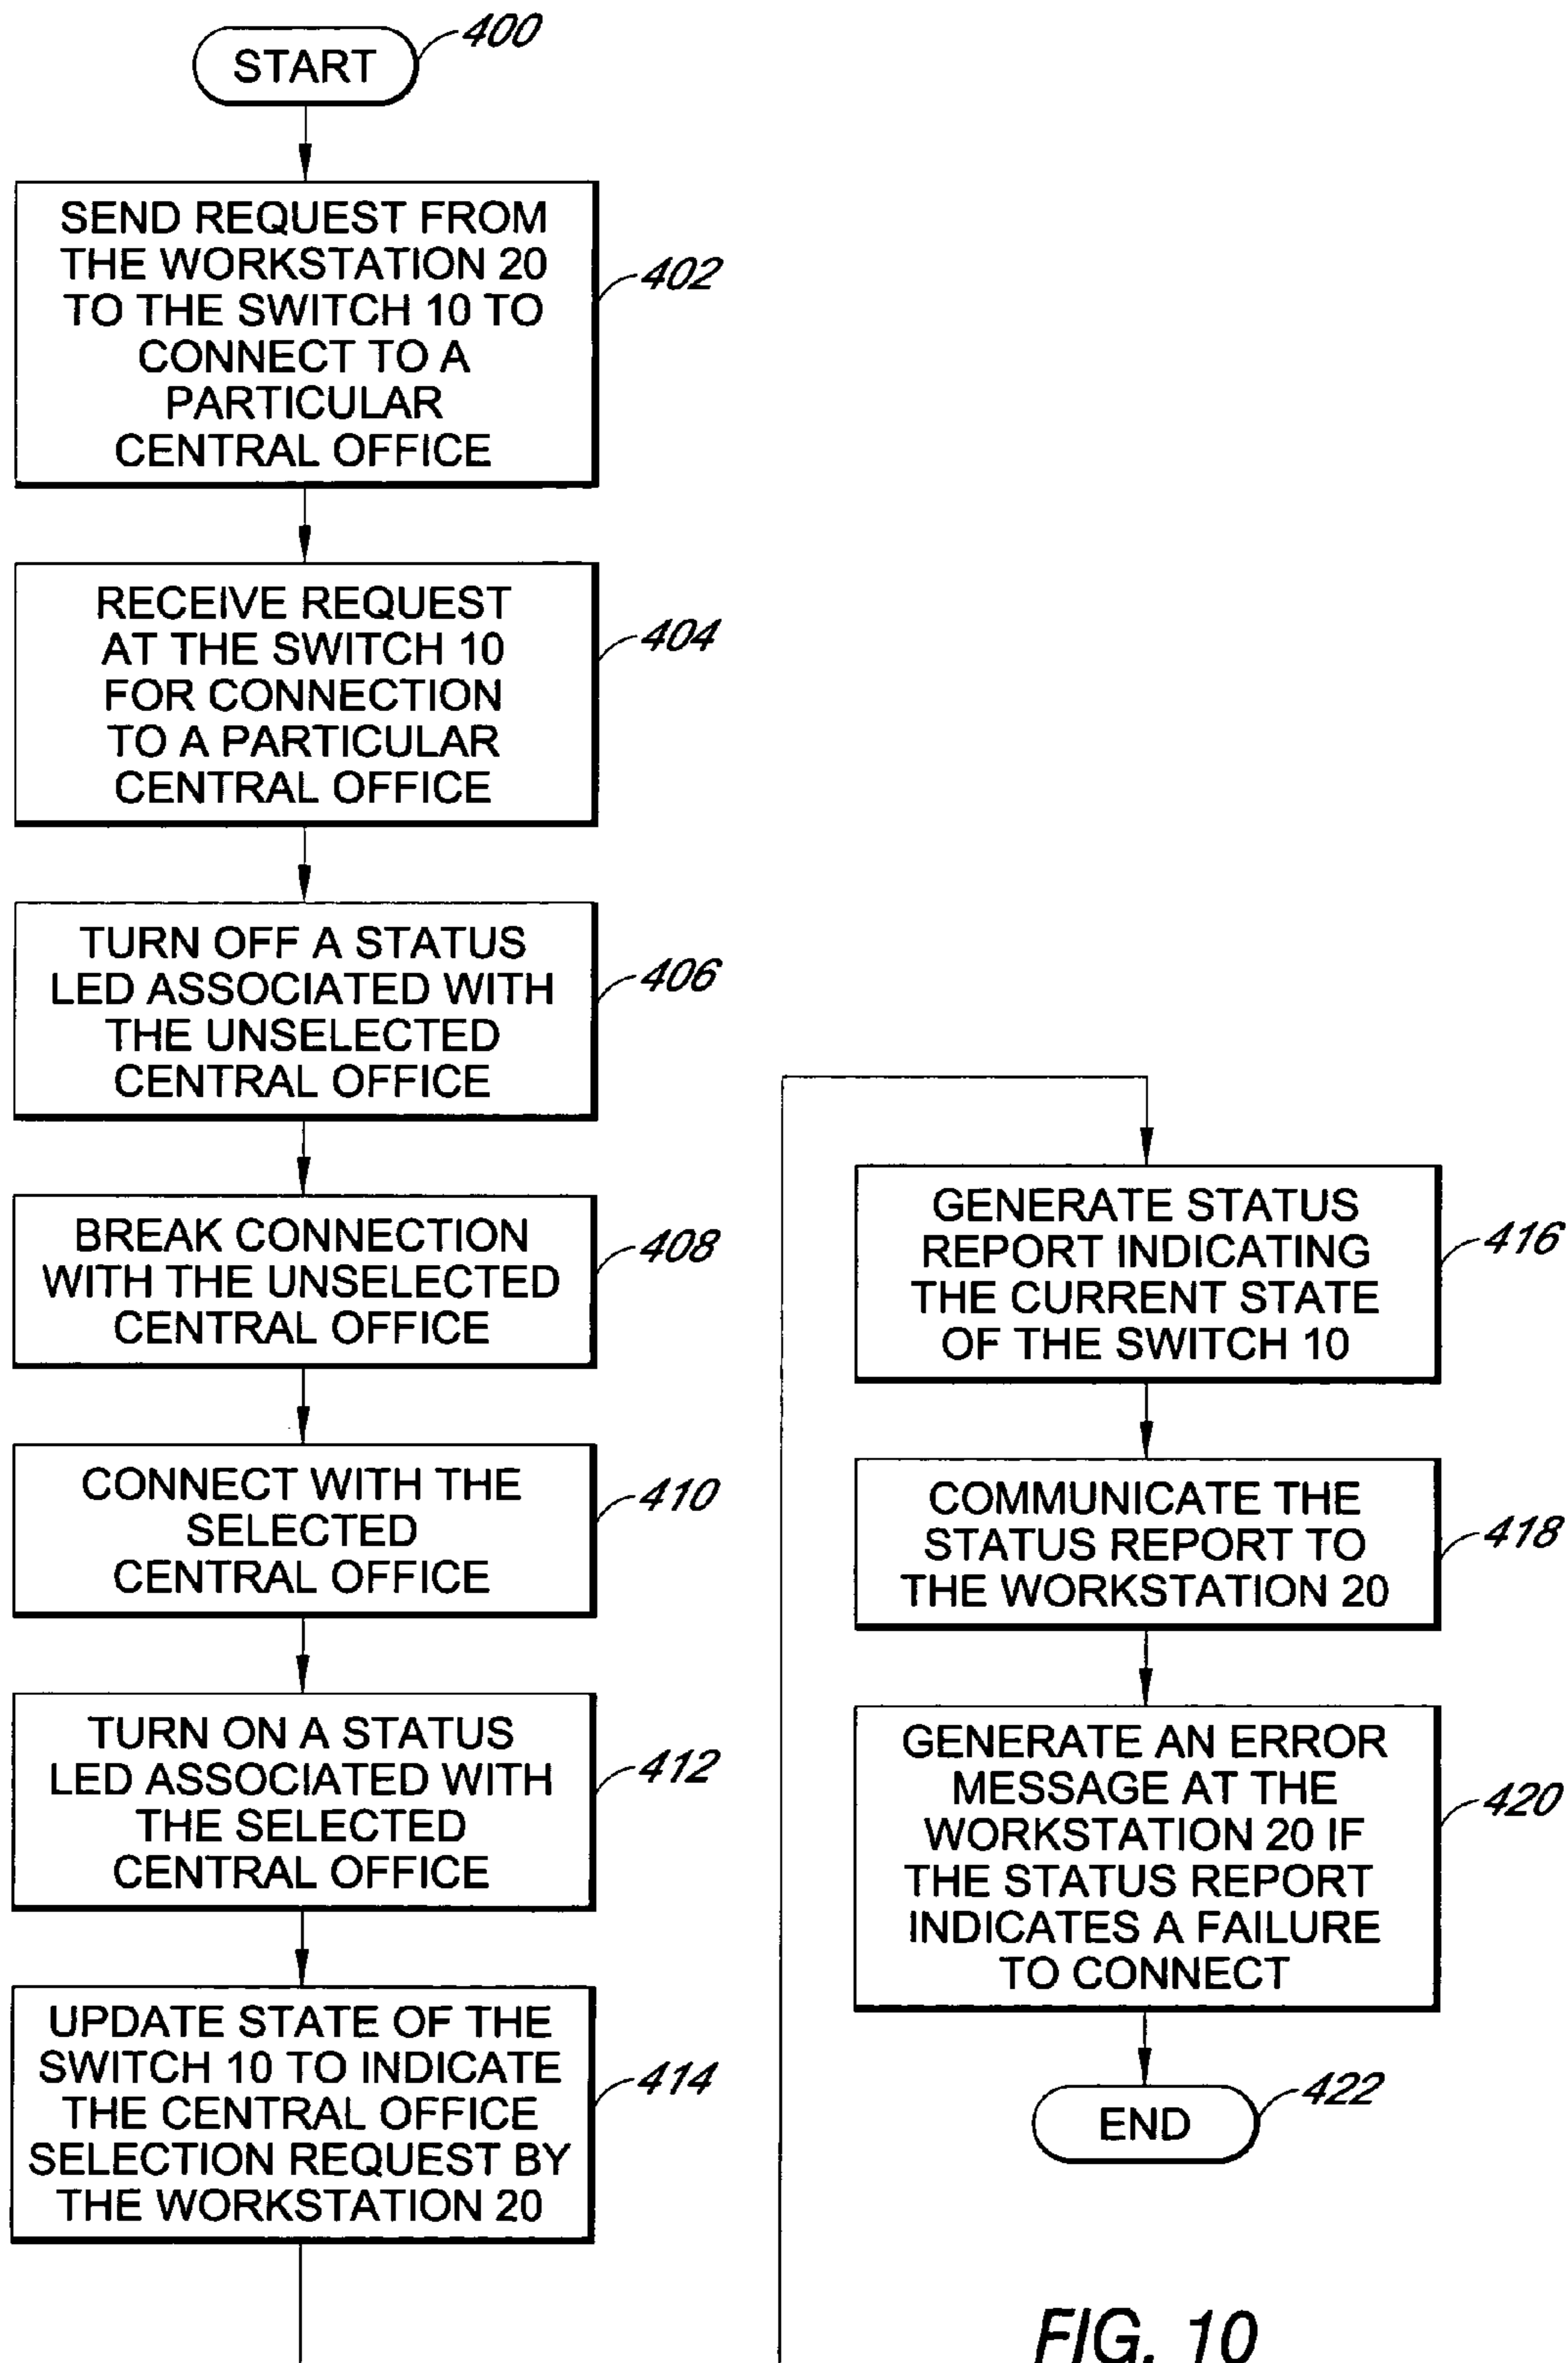 START
400
SEND REQUEST FROM
THE WORKSTATION 20
TO THE SWITCH 10 TO
CONNECT TO A
PARTICULAR
CENTRAL OFFICE
402
RECEIVE REQUEST
AT THE SWITCH 10
FOR CONNECTION
TO A PARTICULAR
CENTRAL OFFICE
404
TURN OFF A STATUS
LED ASSOCIATED WITH
THE UNSELECTED
CENTRAL OFFICE
406
BREAK CONNECTION
WITH THE UNSELECTED
CENTRAL OFFICE
408
CONNECT WITH THE
SELECTED
CENTRAL OFFICE
410
TURN ON A STATUS
LED ASSOCIATED WITH
THE SELECTED
CENTRAL OFFICE
412
UPDATE STATE OF THE
SWITCH 10 TO INDICATE
THE CENTRAL OFFICE
SELECTION REQUEST BY
THE WORKSTATION 20
414
GENERATE STATUS
REPORT INDICATING
THE CURRENT STATE
OF THE SWITCH 10
416
COMMUNICATE THE
STATUS REPORT TO
THE WORKSTATION 20
418
GENERATE AN ERROR
MESSAGE AT THE
WORKSTATION 20 IF
THE STATUS REPORT
INDICATES A FAILURE
TO CONNECT
420
END
422
FIG. 10